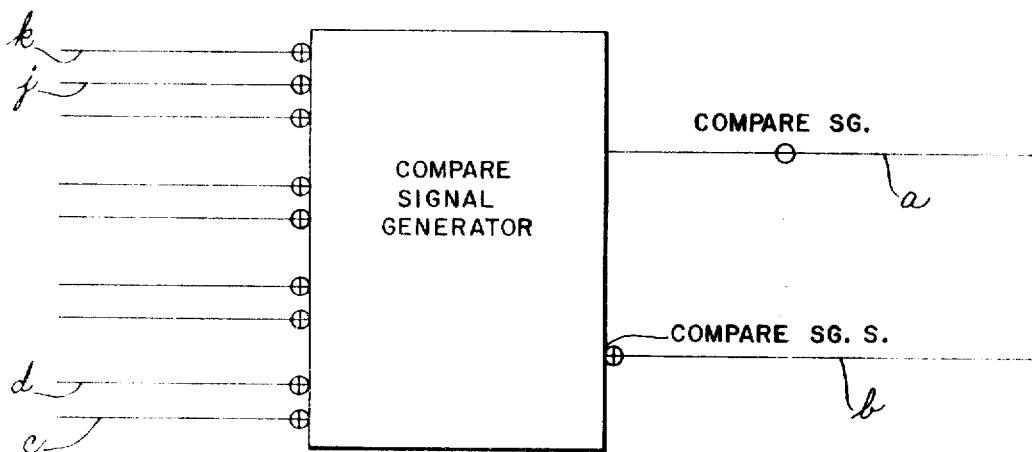 k
j
COMPARE SG.
a
COMPARE
SIGNAL
GENERATOR
COMPARE SG. S.
d
c
b